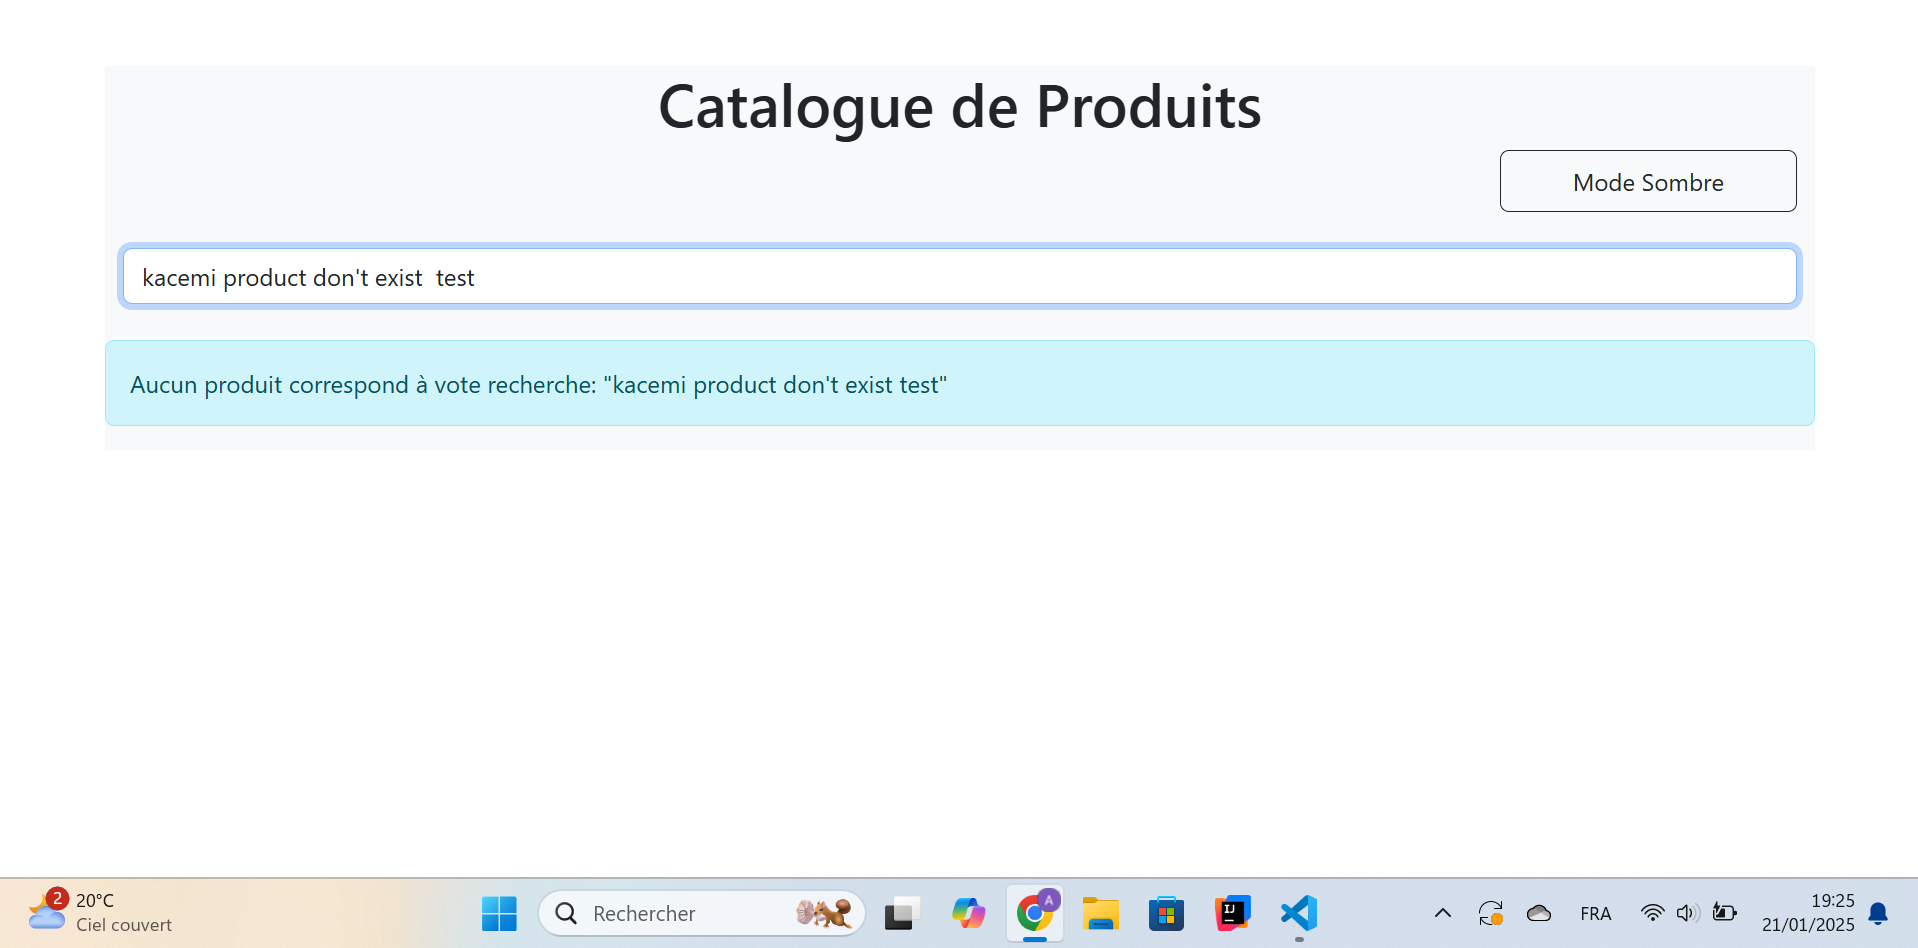 Catalogue de Produits
Mode Sombre
kacemi product don't exist  test
Aucun produit correspond à vote recherche: "kacemi product don't exist test"
2
20°C
Ciel couvert
Rechercher
A
IJ
FRA
19:25
21/01/2025